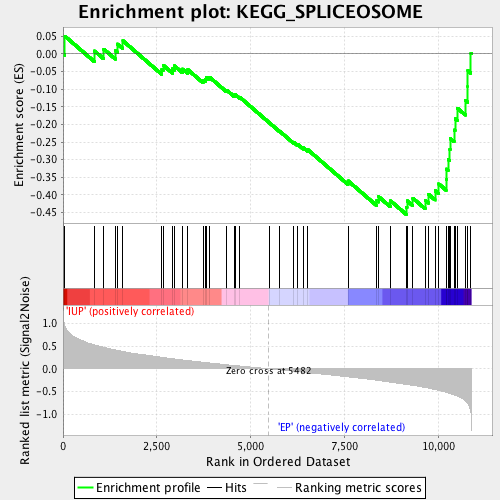 Enrichment plot: KEGG_SPLICEOSOME
Enrichment score (ES)
0.05
0.00
-0.05
-0.10
-0.15
-0.20
-0.25
-0.30
-0.35
-0.40
-0.45
'IUP' (positively correlated)
Ranked list metric (Signal2Noise)
1.0
0.5
0.0
-0.5
-1.0
Zero cross at 5482
'EP' (negatively correlated)
0 2,500 5,000 7,500 10,000
Rank in Ordered Dataset
Enrichment profile Hits Ranking metric scores